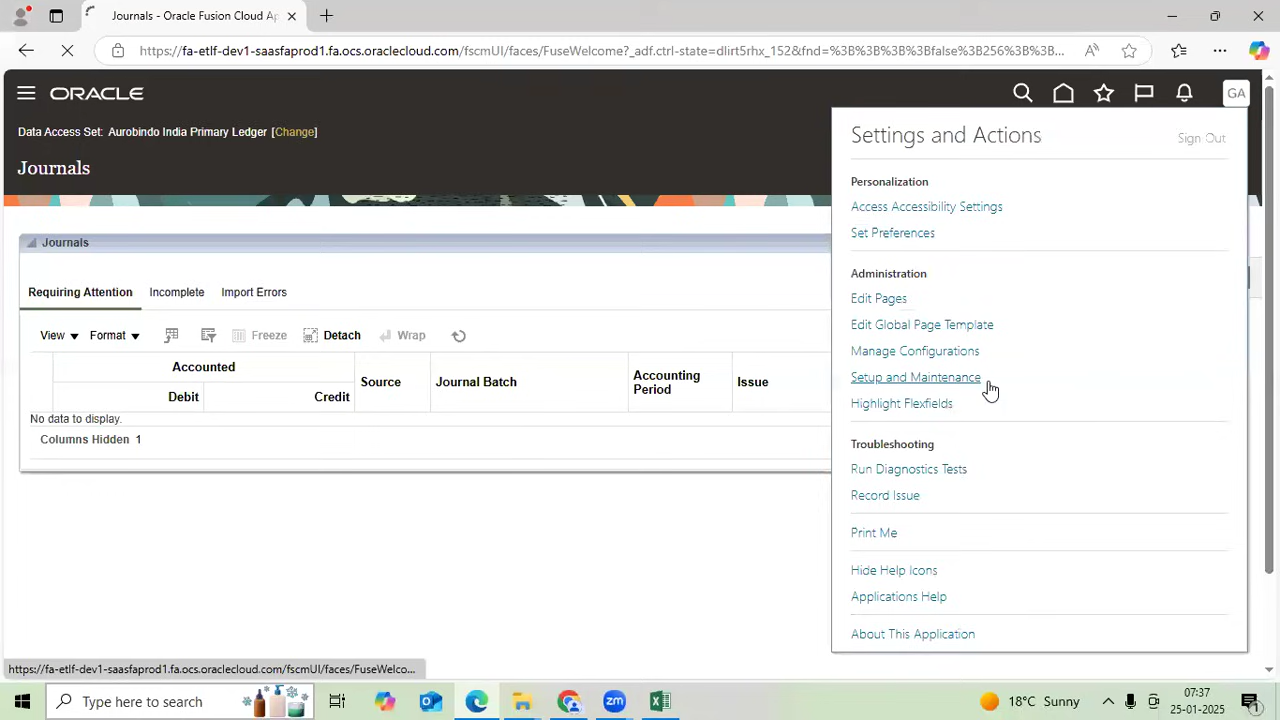 Journals - Oracle Fusion Cloud Ap
https://fa-etlf-dev1-saasfaprod1.fa.ocs.oraclecloud.com/fscmUI/faces/FuseWelcome?_adf.ctrl-state=dlirt5rhx_152&fnd=%3B%3B%3B%3Bfalse%3B256%3B%3B...
ORACLE
GA
Data Access Set: Aurobindo India Primary Ledger [Change]
Journals
Settings and Actions
Sign Out
Personalization
Access Accessibility Settings
Set Preferences
Administration
Edit Pages
Edit Global Page Template
Manage Configurations
Setup and Maintenance
Highlight Flexfields
Troubleshooting
Run Diagnostics Tests
Record Issue
Print Me
Hide Help Icons
Applications Help
About This Application
Journals
Requiring Attention
Incomplete
Import Errors
View
Format
Freeze
Detach
Wrap
Accounted
Debit
Credit
Source
Journal Batch
Accounting
Period
Issue
No data to display.
Columns Hidden 1
https://fa-etlf-dev1-saasfaprod1.fa.ocs.oraclecloud.com/fscmUI/faces/FuseWelco...
Type here to search
zm
18°C Sunny
07:37
25-01-2025
1